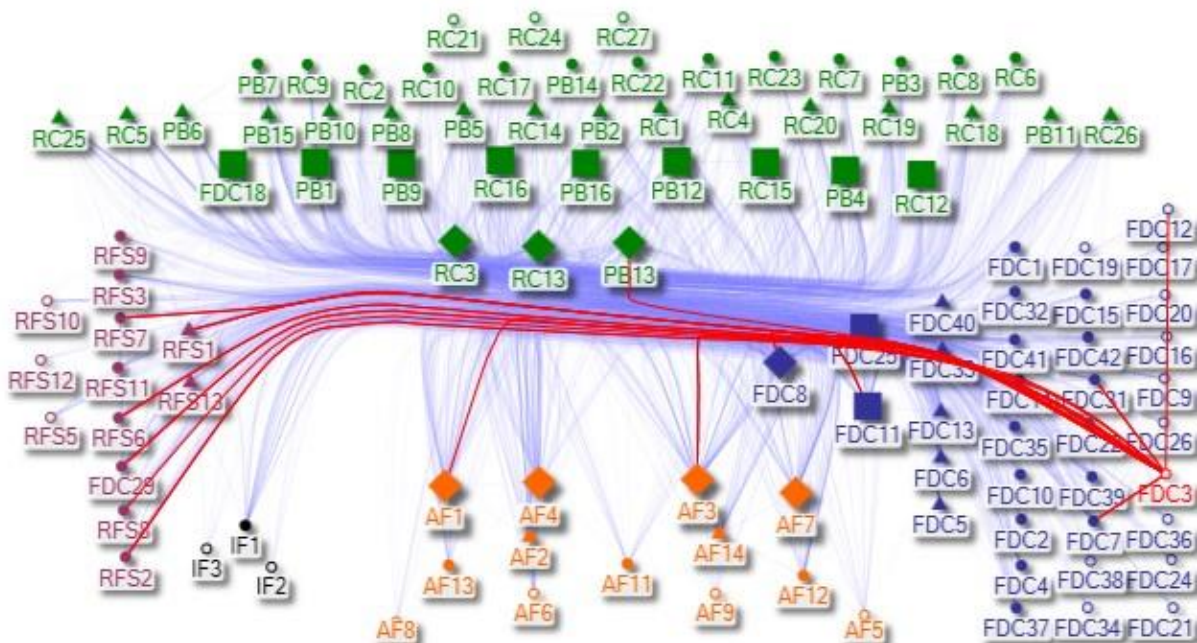 RC21 RC24 RC27
PB7 RC9 RC2 RC10 RC17 PB14 RC22 RC11 RC23 RC7 PB3 RC8 RC6
RC25 RC5 PB6 PB15 PB10 PB8 PB5 RC14 PB2 RC1 RC4 RC20 RC19 RC18 PB11 RC26
FDC18 PB1 PB9 RC16 PB16 PB12 RC15 PB4 RC12
RC3 RC13 PB13
RFS9 FDC12
FDC1 FDC19 FDC17
RFS3
RFS10 RFS7 RFS1 FDC40 FDC32 FDC15 FDC20
FDC25 FDC33 FDC41 FDC42 FDC16
RFS12 RFS11 RFS13 FDC8 FDC31 FDC9
RFS5 RFS6 FDC11 FDC13 FDC35 FDC22 FDC26
FDC29 FDC6 FDC10 FDC39 FDC3
AF1 AF4 AF3 AF7 FDC5
RFS8 IF3 IF1 IF2 AF2 AF14 FDC2 FDC7 FDC36
RFS2 AF13 AF11 AF12 FDC4 FDC38 FDC24
AF8 AF6 AF9 AF5 FDC37 FDC34 FDC21